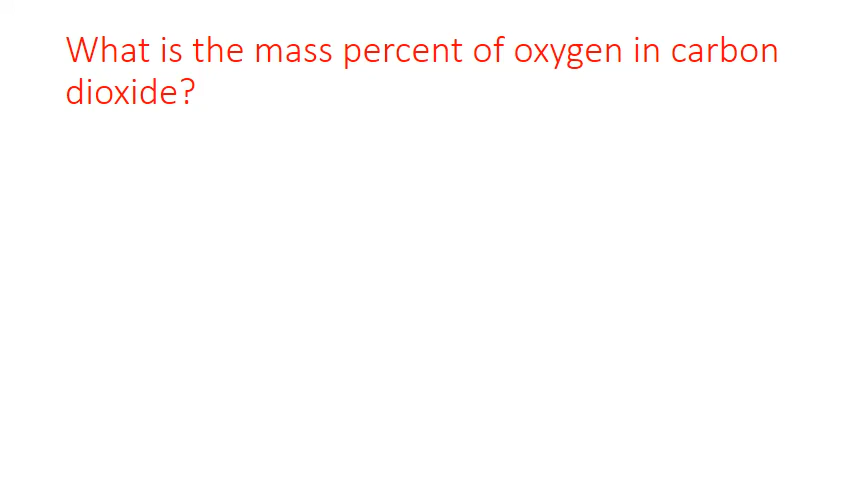 What is the mass percent of oxygen in carbon
dioxide?